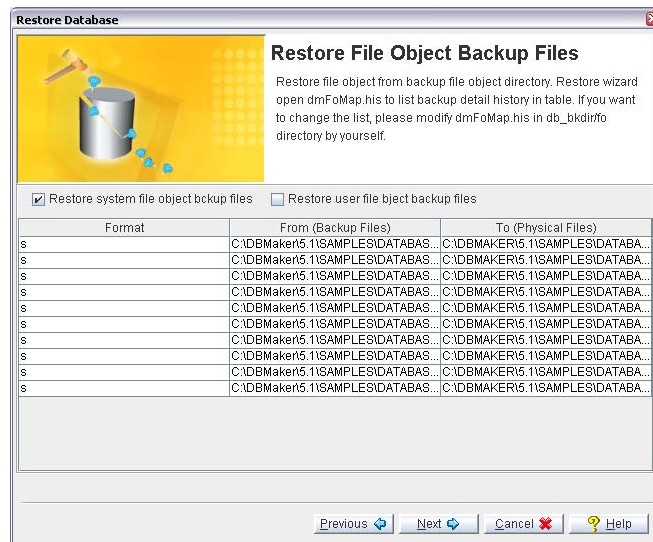 Restore Database
Restore File Object Backup Files
Restore file object from backup file object directory. Restore wizard
open dmFoMap.his to list backup detail history in table. If you want
to change the list, please modify dmFoMap.his in db_bkdir/fo
directory by yourself.
Restore system file object bckup files Restore user file bject backup files
Format From (Backup Files) To (Physical Files)
s C:\DBMaker\5.1\SAMPLES\DATABAS... C:\DBMAKER\5.1\SAMPLES\DATABA...
s C:\DBMaker\5.1\SAMPLES\DATABAS... C:\DBMAKER\5.1\SAMPLES\DATABA...
s C:\DBMaker\5.1\SAMPLES\DATABAS... C:\DBMAKER\5.1\SAMPLES\DATABA...
s C:\DBMaker\5.1\SAMPLES\DATABAS... C:\DBMAKER\5.1\SAMPLES\DATABA...
s C:\DBMaker\5.1\SAMPLES\DATABAS... C:\DBMAKER\5.1\SAMPLES\DATABA...
s C:\DBMaker\5.1\SAMPLES\DATABAS... C:\DBMAKER\5.1\SAMPLES\DATABA...
s C:\DBMaker\5.1\SAMPLES\DATABAS... C:\DBMAKER\5.1\SAMPLES\DATABA...
s C:\DBMaker\5.1\SAMPLES\DATABAS... C:\DBMAKER\5.1\SAMPLES\DATABA...
s C:\DBMaker\5.1\SAMPLES\DATABAS... C:\DBMAKER\5.1\SAMPLES\DATABA...
s C:\DBMaker\5.1\SAMPLES\DATABAS... C:\DBMAKER\5.1\SAMPLES\DATABA...
Previous Next Cancel Help